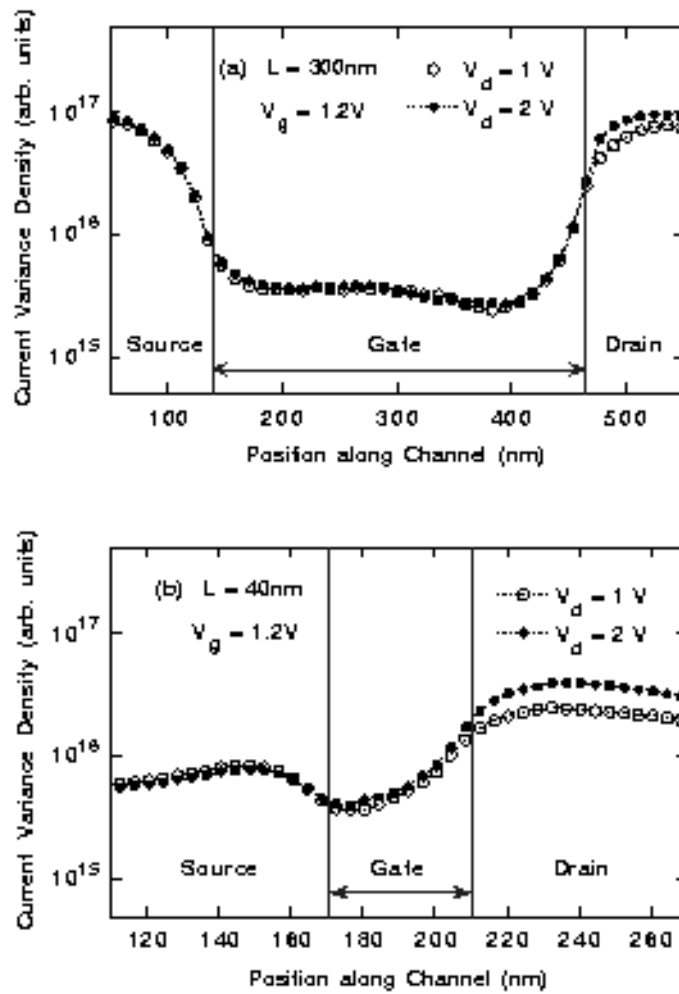 (a) L = 300nm V_d = 1 V
V_g = 1.2V V_d = 2 V
Current Variance Density (arb. units)
10^17
10^16
10^15
Source Gate Drain
100 200 300 400 500
Position along Channel (nm)
(b) L = 40nm V_d = 1 V
V_g = 1.2V V_d = 2 V
Current Variance Density (arb. units)
10^17
10^16
10^15
Source Gate Drain
120 140 160 180 200 220 240 260
Position along Channel (nm)